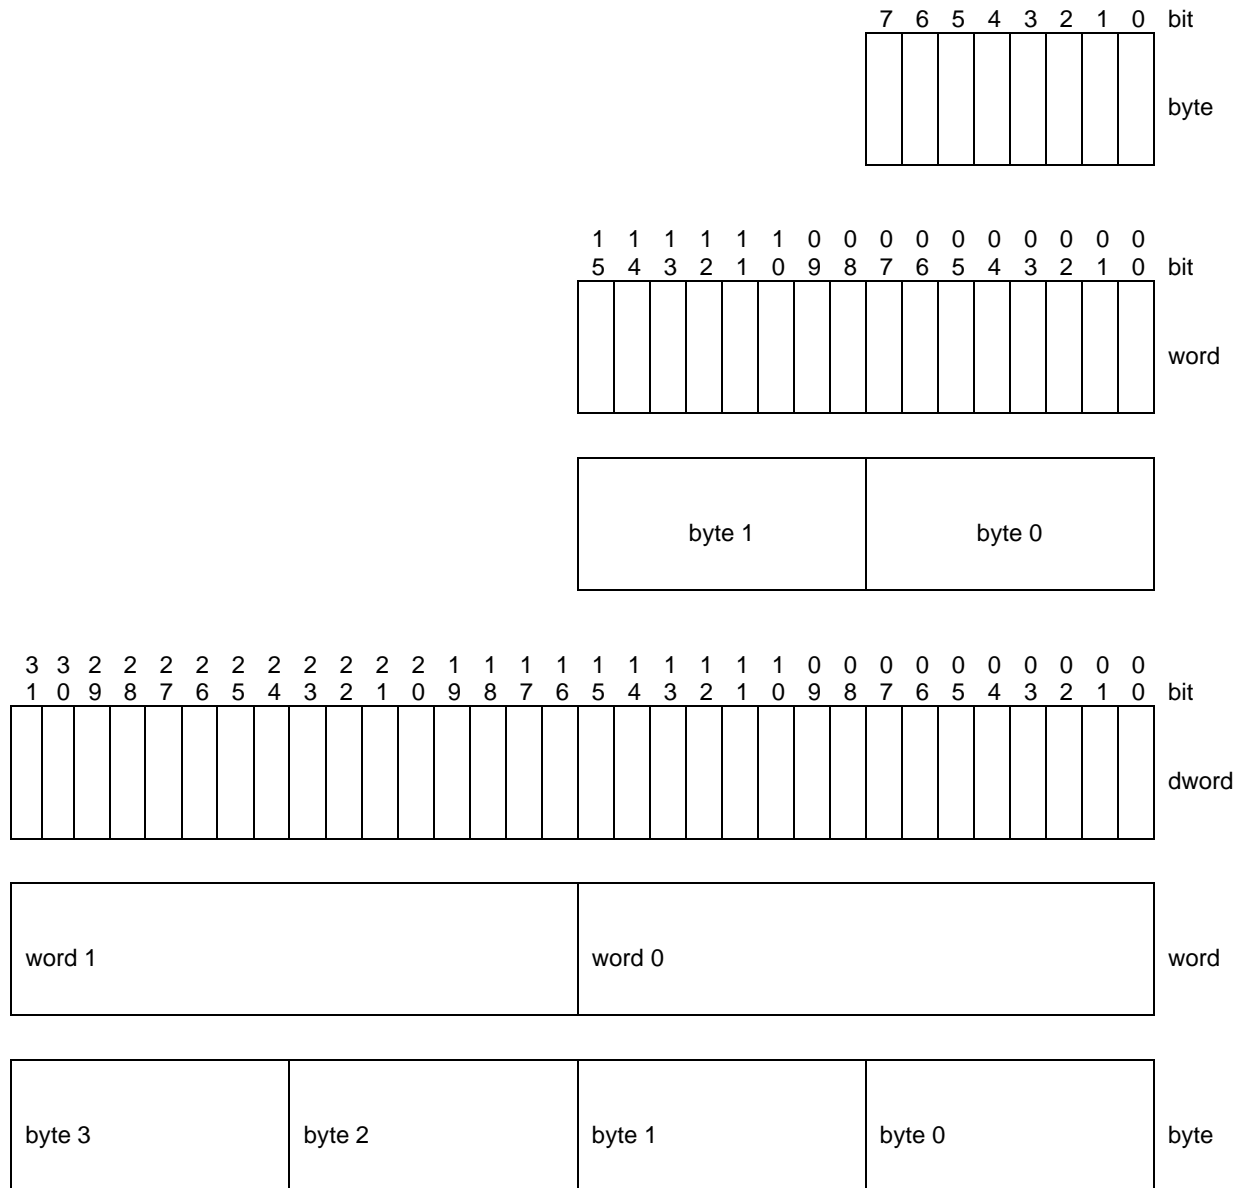 7 6 5 4 3 2 1 0 bit
byte
1 1 1 1 1 1 0 0 0 0 0 0 0 0 0 0
5 4 3 2 1 0 9 8 7 6 5 4 3 2 1 0 bit
word
byte 1 byte 0
3 3 2 2 2 2 2 2 2 2 2 2 1 1 1 1 1 1 1 1 1 1 0 0 0 0 0 0 0 0 0 0
1 0 9 8 7 6 5 4 3 2 1 0 9 8 7 6 5 4 3 2 1 0 9 8 7 6 5 4 3 2 1 0 bit
dword
word 1 word 0 word
byte 3 byte 2 byte 1 byte 0 byte